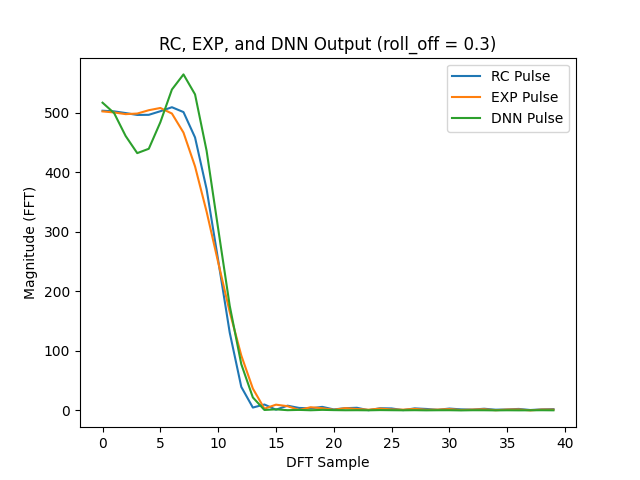 RC, EXP, and DNN Output (roll_off = 0.3)
RC Pulse
EXP Pulse
DNN Pulse
Magnitude (FFT)
500
400
300
200
100
0
0 5 10 15 20 25 30 35 40
DFT Sample